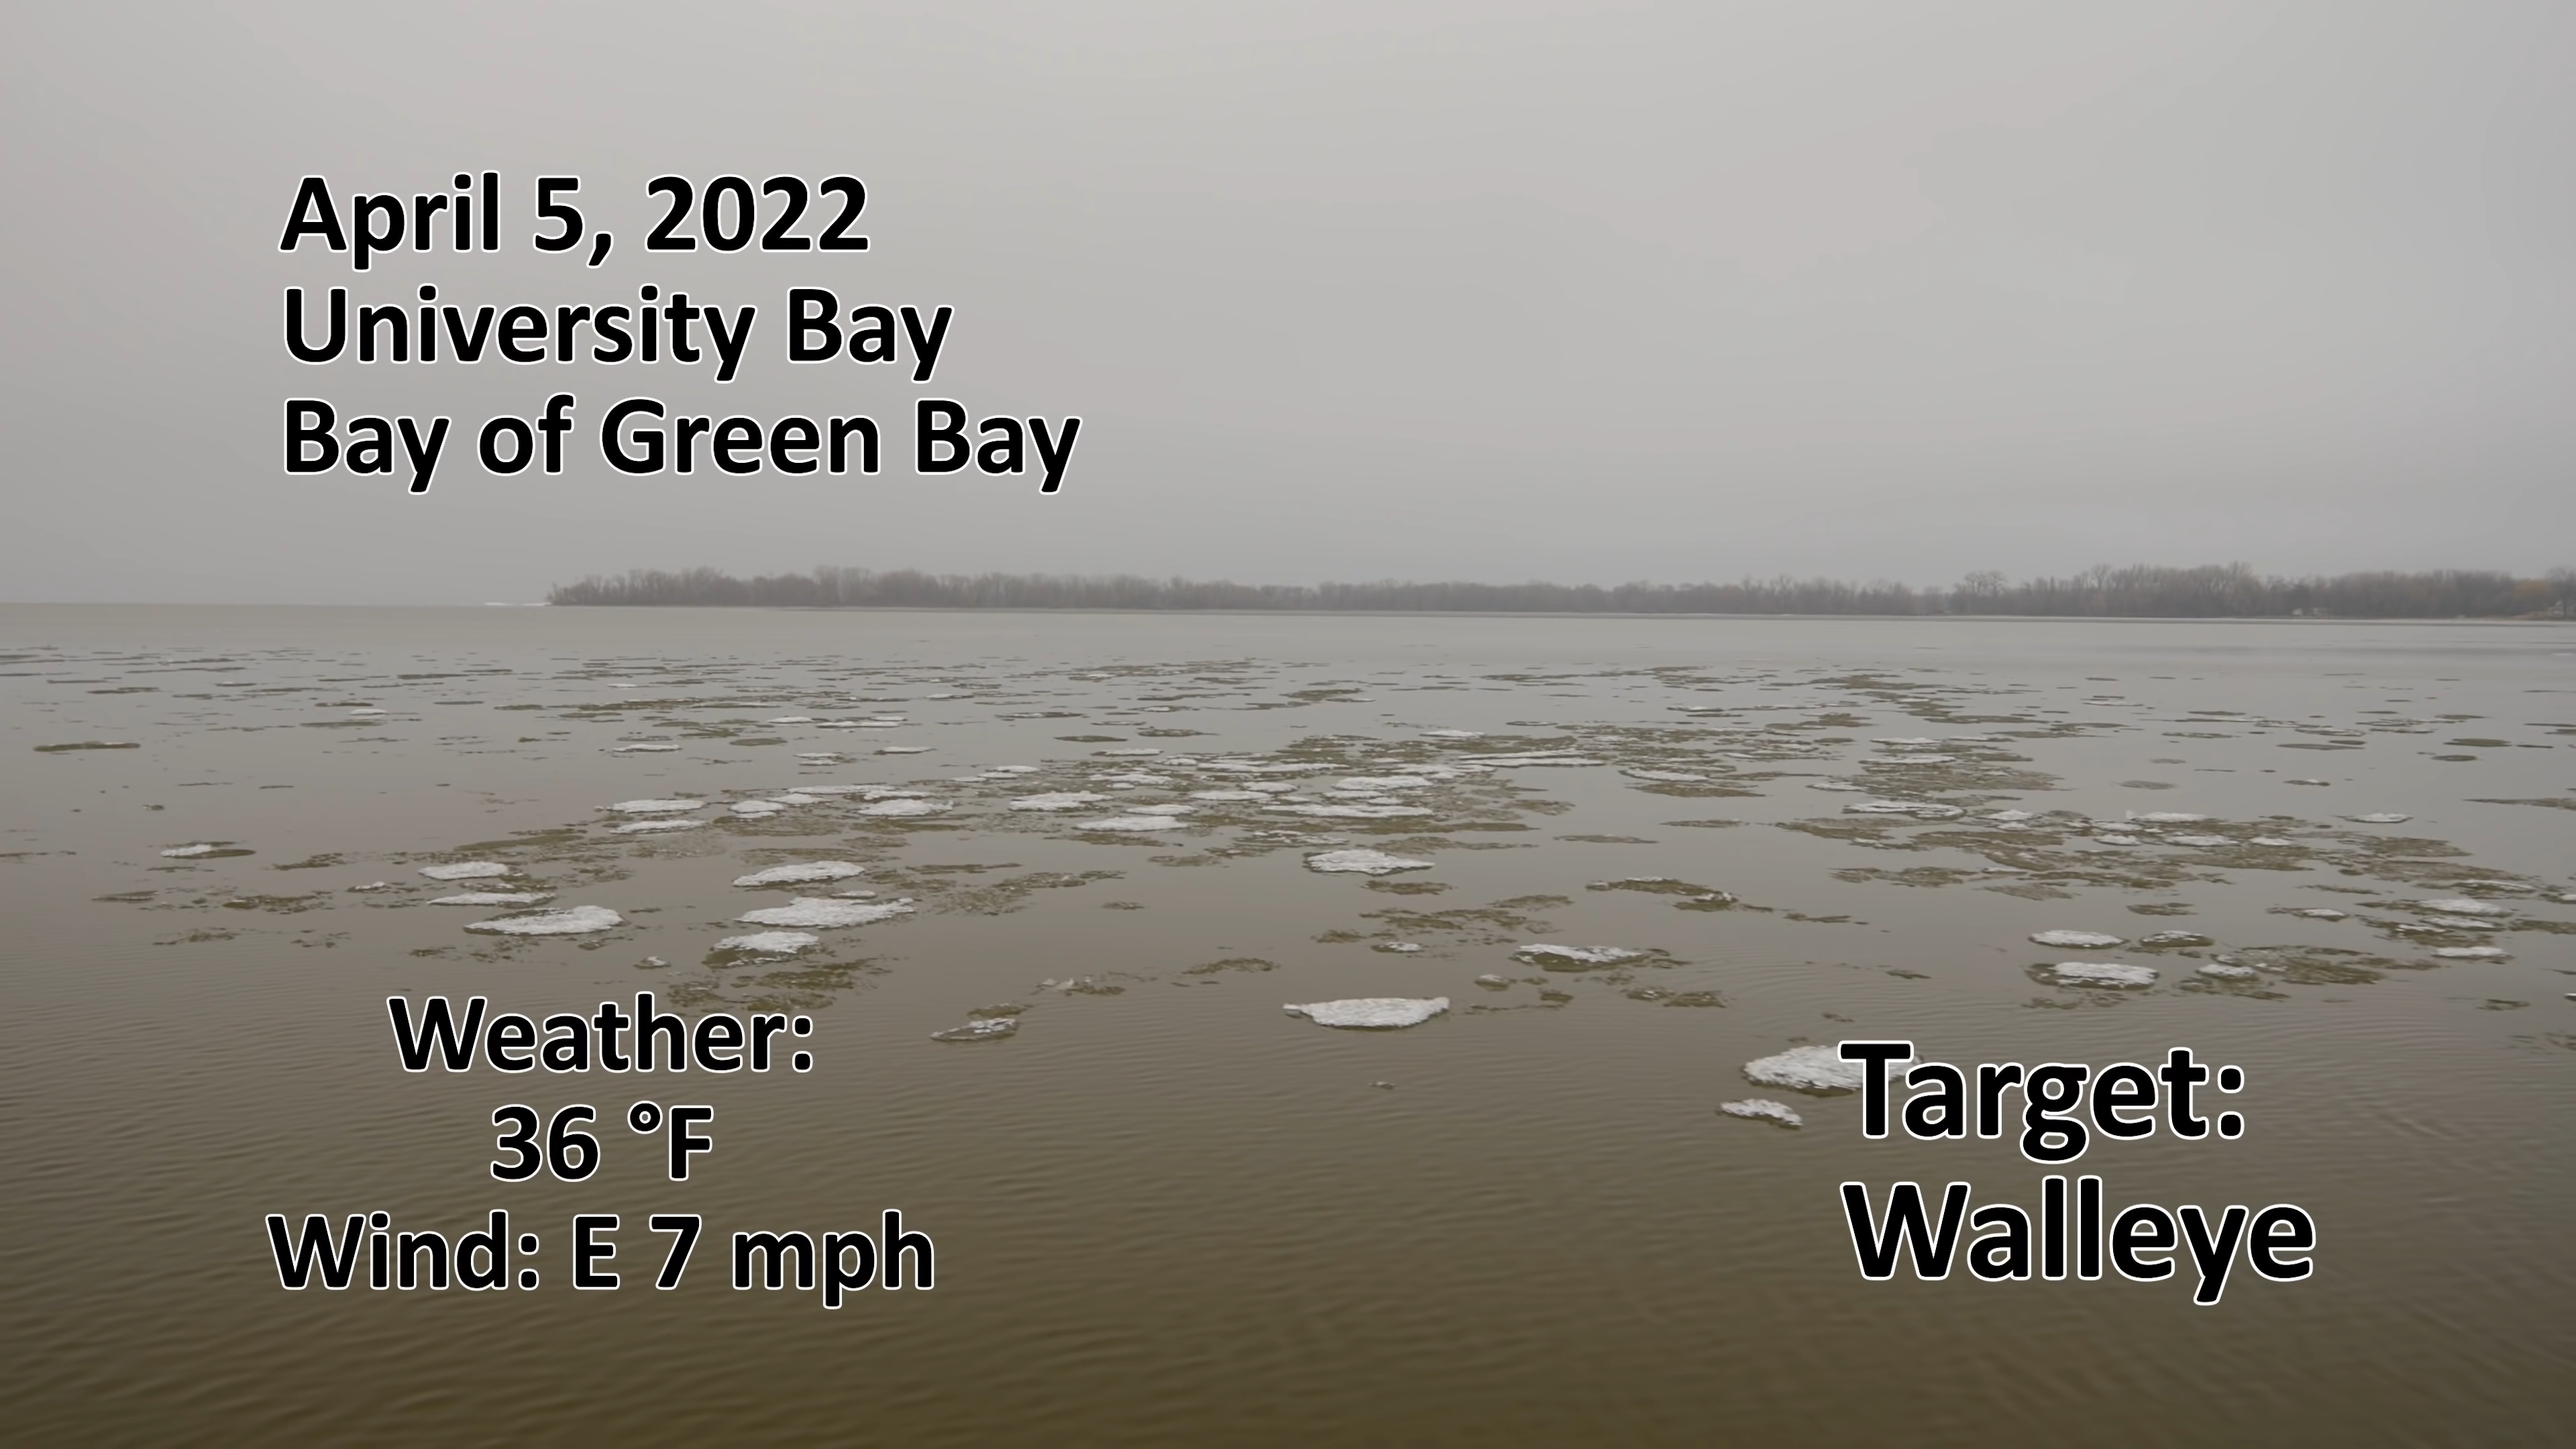 April 5, 2022
University Bay
Bay of Green Bay
Weather:
36 °F
Wind: E 7 mph
Target:
Walleye